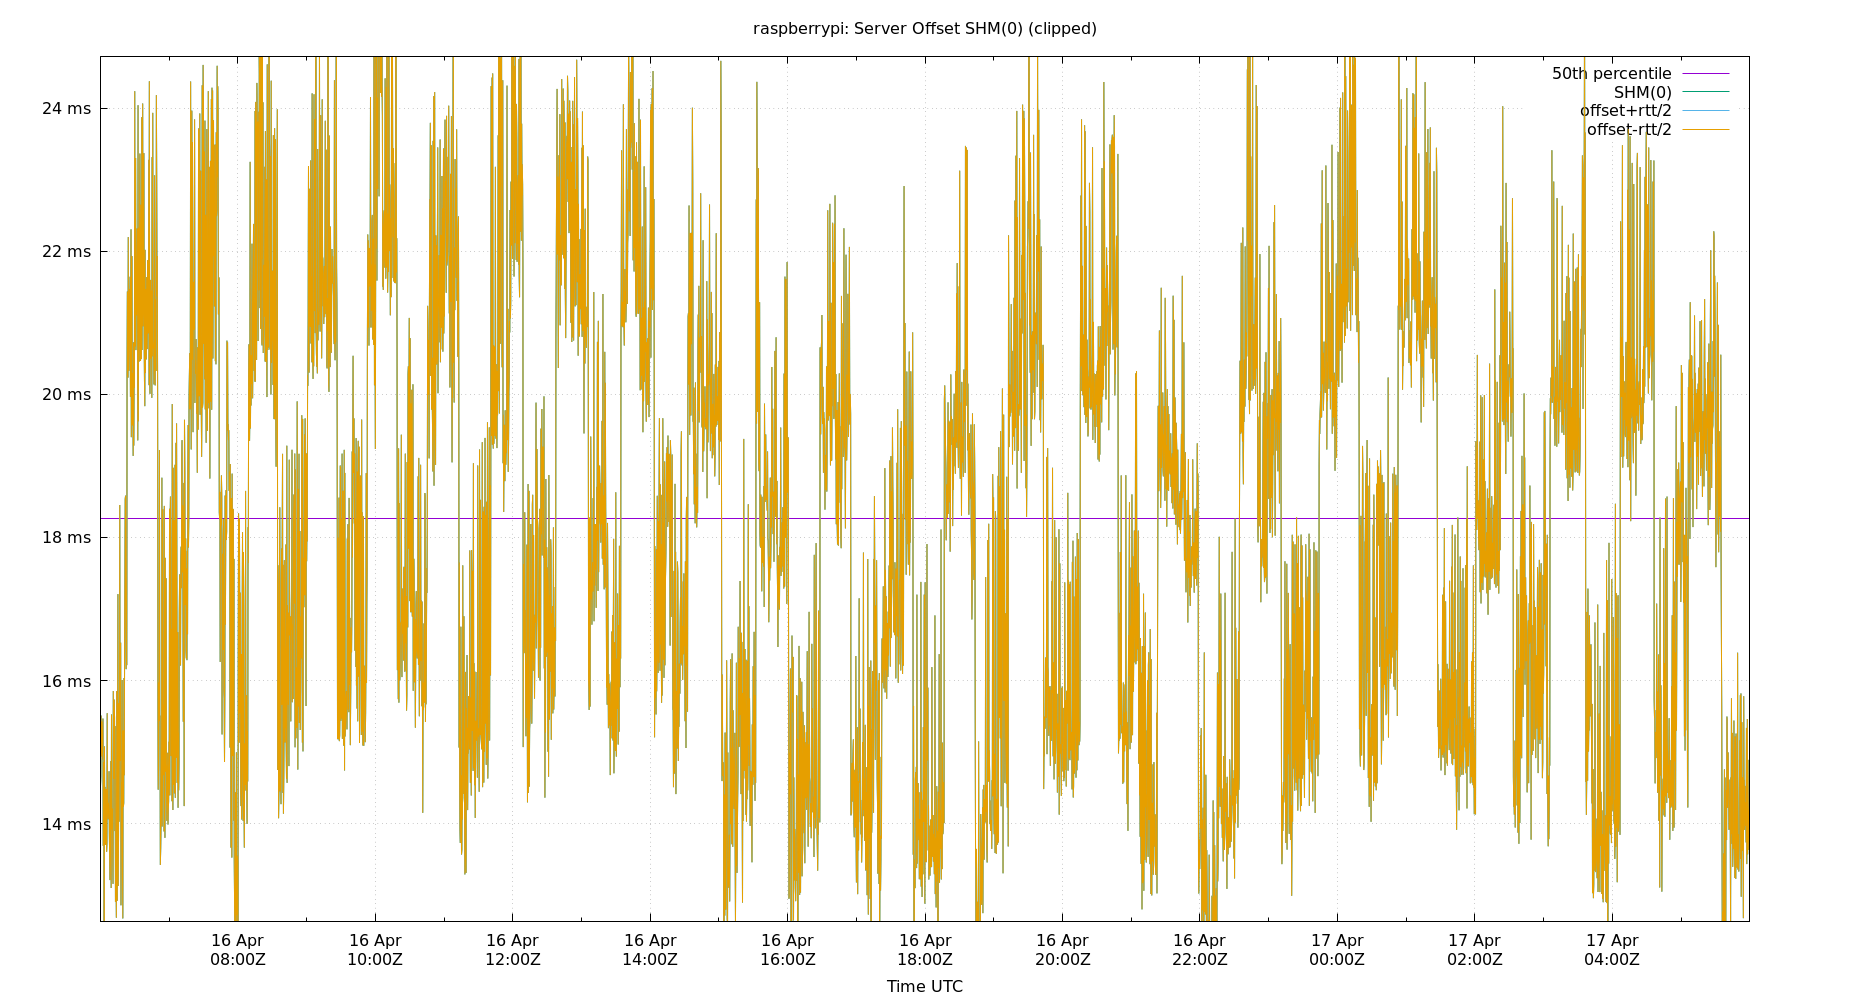 raspberrypi: Server Offset SHM(0) (clipped)
50th percentile
SHM(0)
offset+rtt/2
offset-rtt/2
24 ms
22 ms
20 ms
18 ms
16 ms
14 ms
16 Apr 16 Apr 16 Apr 16 Apr 16 Apr 16 Apr 16 Apr 16 Apr 17 Apr 17 Apr 17 Apr
08:00Z 10:00Z 12:00Z 14:00Z 16:00Z 18:00Z 20:00Z 22:00Z 00:00Z 02:00Z 04:00Z
Time UTC